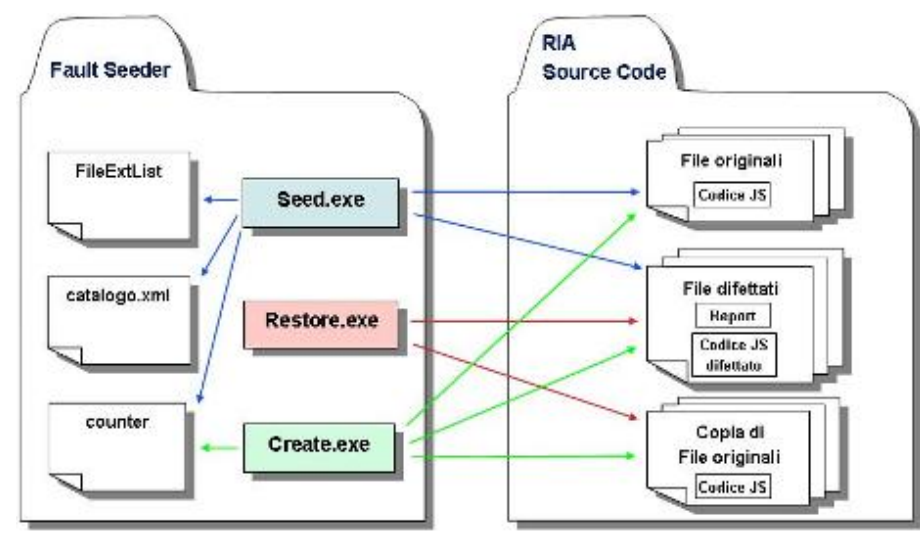 Fault Seeder
FileExtList
catalogo.xml
counter
Seed.exe
Restore.exe
Create.exe
RIA
Source Code
File originali
Codice JS
File difettati
Report
Codice JS
difettato
Copia di
File originali
Codice JS